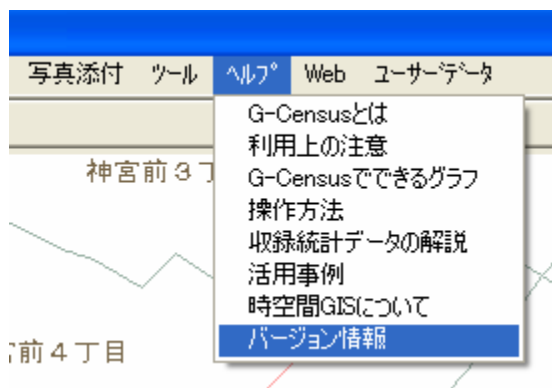 写真添付 ツール ヘルプ Web ユーザーデータ
G-Censusとは
利用上の注意
神宮前3丁
G-Censusでできるグラフ
操作方法
収録統計データの解説
活用事例
時空間GISについて
バージョン情報
前4丁目